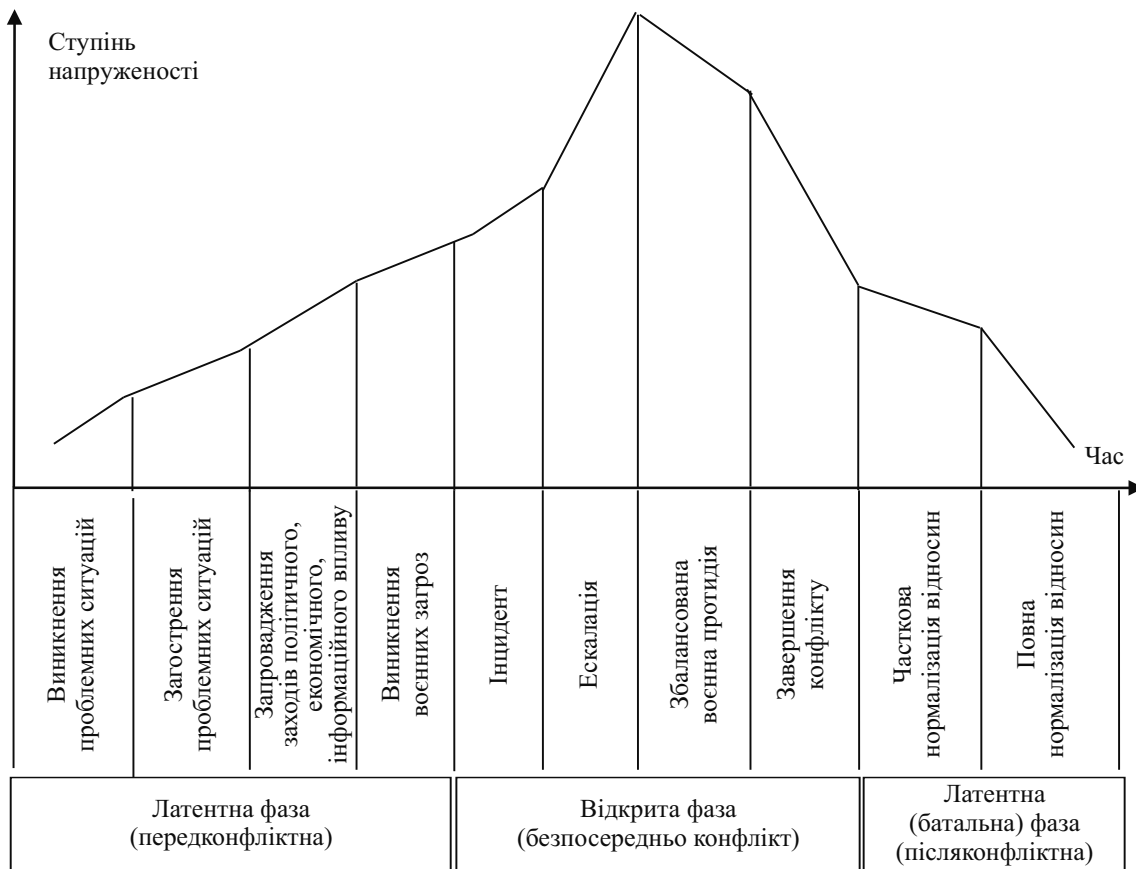 Ступінь
напруженості
Час
Виникнення
проблемних ситуацій
Загострення
проблемних ситуацій
Запровадження
заходів політичного,
економічного,
інформаційного впливу
Виникнення
воєнних загроз
Інцидент
Ескалація
Збалансована
воєнна протидія
Завершення
конфлікту
Часткова
нормалізація відносин
Повна
нормалізація відносин
Латентна фаза
(передконфліктна)
Відкрита фаза
(безпосередньо конфлікт)
Латентна
(батальна) фаза
(післяконфліктна)